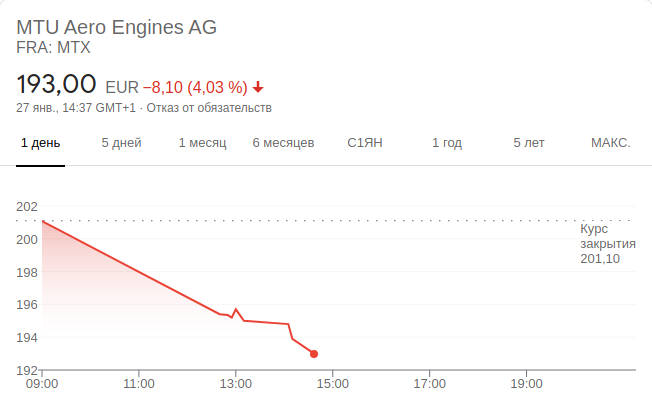 MTU Aero Engines AG
FRA: MTX
193,00 EUR −8,10 (4,03 %)
27 янв., 14:37 GMT+1 · Отказ от обязательств
1 день 5 дней 1 месяц 6 месяцев С1ЯН 1 год 5 лет МАКС.
202
Курс
закрытия
201,10
200
198
196
194
192
09:00 11:00 13:00 15:00 17:00 19:00